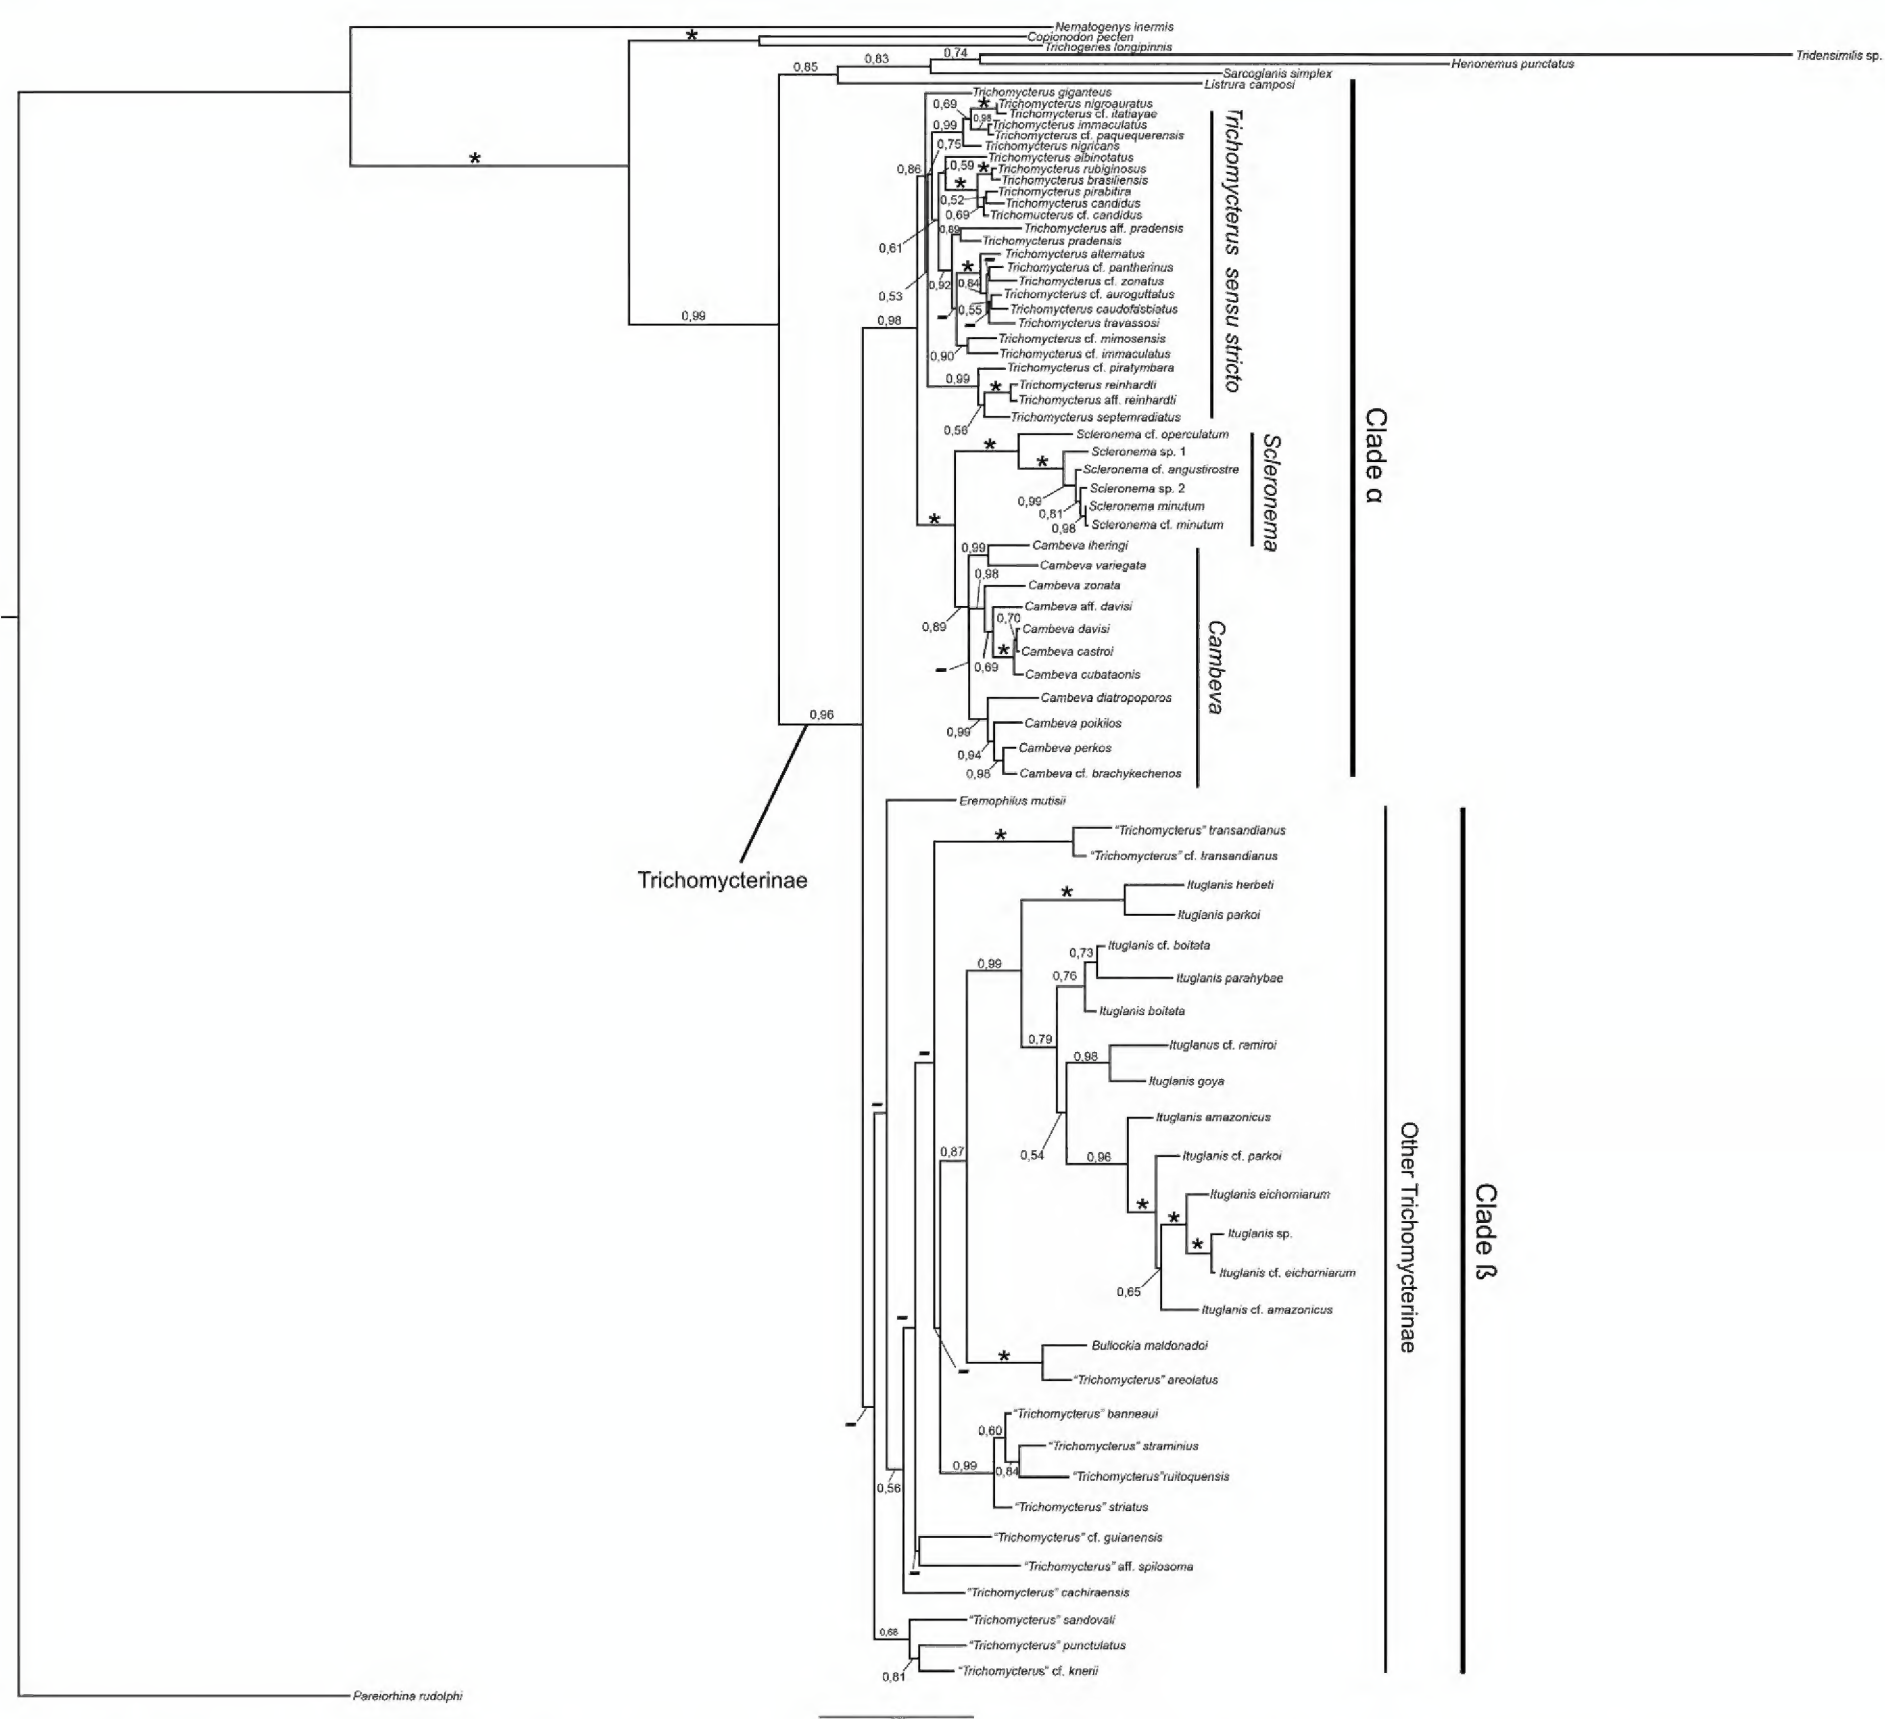 Nematogenys inermis
*
Copionodon pecten
Trichogenes longipinnis
0,74
Tridensimilis sp.
0,83
Henonemus punctatus
0,85
Sarcoglanis simplex
Listrura camposi
Trichomycterus giganteus
0,69
*
Trichomycterus nigroauratus
Trichomycterus cf. itatiayae
0,98
Trichomycterus immaculatus
0,99
Trichomycterus cf. paquequerensis
0,75
Trichomycterus nigricans
*
Trichomycterus albinotatus
0,86
0,59
*
Trichomycterus rubiginosus
Trichomycterus brasiliensis
*
Trichomycterus pirabitira
0,52
Trichomycterus candidus
0,69
Trichomucterus cf. candidus
0,89
Trichomycterus aff. pradensis
Trichomycterus pradensis
0,61
Trichomycterus alternatus
*
Trichomycterus cf. pantherinus
0,92
0,84
Trichomycterus cf. zonatus
0,53
Trichomycterus cf. auroguttatus
0,55
Trichomycterus caudofasciatus
Trichomycterus travassosi
0,99
0,98
Trichomycterus cf. mimosensis
0,90
Trichomycterus cf. immaculatus
Trichomycterus cf. piratymbara
0,99
*
Trichomycterus reinhardti
Trichomycterus aff. reinhardti
Trichomycterus septemradiatus
0,56
Trichomycterus sensu stricto
Clade α
Scleronema cf. operculatum
*
Scleronema sp. 1
*
Scleronema cf. angustirostre
Scleronema sp. 2
0,99
Scleronema minutum
0,81
Scleronema cf. minutum
0,98
*
Scleronema
Cambeva iheringi
0,99
Cambeva variegata
0,98
Cambeva zonata
Cambeva aff. davisi
0,70
0,89
Cambeva davisi
*
Cambeva castroi
0,69
Cambeva cubataonis
Cambeva diatropoporos
Cambeva poikilos
0,99
Cambeva perkos
0,94
Cambeva cf. brachykechenos
0,98
Cambeva
0,96
Trichomycterinae
Eremophilus mutisii
*
"Trichomycterus" transandianus
"Trichomycterus" cf. transandianus
*
Ituglanis herbeti
Ituglanis parkoi
Ituglanis cf. boitata
0,73
0,99
0,76
Ituglanis parahybae
Ituglanis boitata
0,79
Ituglanus cf. ramiroi
0,98
Ituglanis goya
Ituglanis amazonicus
0,87
0,54
0,96
Ituglanis cf. parkoi
*
Ituglanis eichorniarum
*
Ituglanis sp.
*
Ituglanis cf. eichorniarum
0,65
Ituglanis cf. amazonicus
Bullockia maldonadoi
*
"Trichomycterus" areolatus
"Trichomycterus" banneaui
0,60
"Trichomycterus" straminius
0,99
0,84
"Trichomycterus"ruitoquensis
0,56
"Trichomycterus" striatus
"Trichomycterus" cf. guianensis
"Trichomycterus" aff. spilosoma
"Trichomycterus" cachiraensis
"Trichomycterus" sandovali
0,68
"Trichomycterus" punctulatus
0,81
"Trichomycterus" cf. knerii
Other Trichomycterinae
Clade ß
Pareiorhina rudolphi